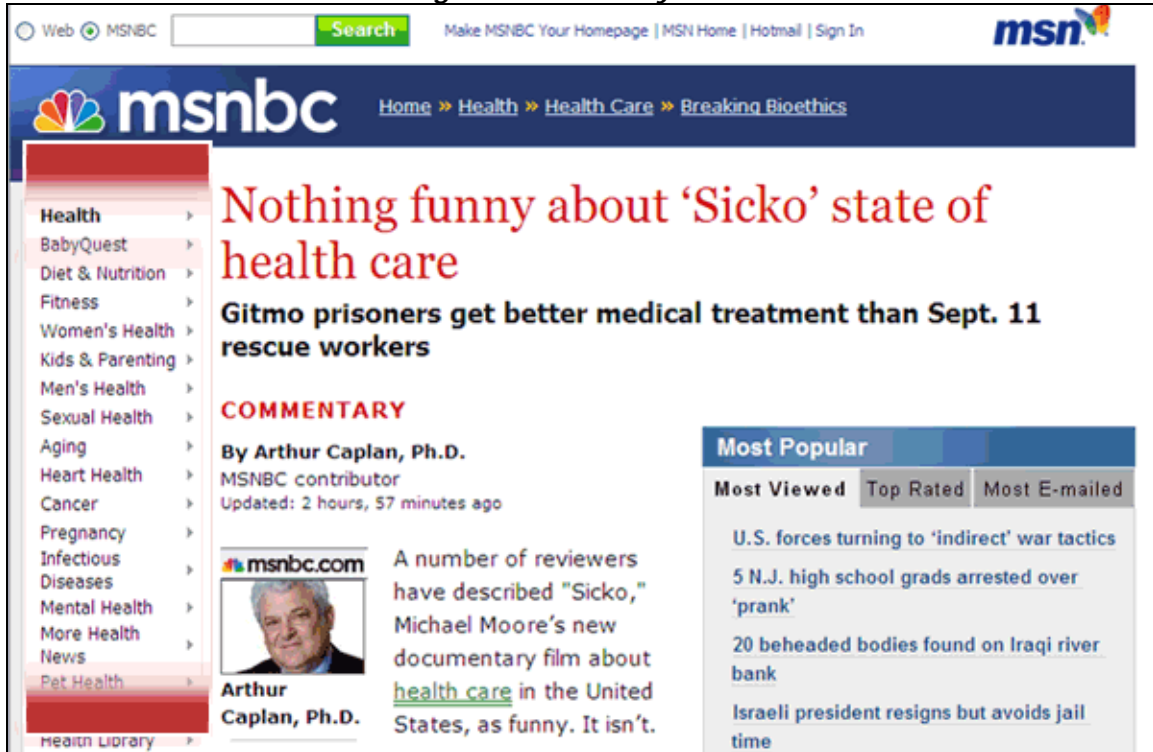 Web MSNBC Search Make MSNBC Your Homepage | MSN Home | Hotmail | Sign In msn
msnbc Home » Health » Health Care » Breaking Bioethics
Health
BabyQuest
Diet & Nutrition
Fitness
Women's Health
Kids & Parenting
Men's Health
Sexual Health
Aging
Heart Health
Cancer
Pregnancy
Infectious
Diseases
Mental Health
More Health
News
Pet Health
Health Library
Nothing funny about ‘Sicko’ state of
health care
Gitmo prisoners get better medical treatment than Sept. 11
rescue workers
COMMENTARY
By Arthur Caplan, Ph.D.
MSNBC contributor
Updated: 2 hours, 57 minutes ago
msnbc.com
Arthur
Caplan, Ph.D.
A number of reviewers
have described "Sicko,"
Michael Moore’s new
documentary film about
health care in the United
States, as funny. It isn’t.
Most Popular
Most Viewed Top Rated Most E-mailed
U.S. forces turning to ‘indirect’ war tactics
5 N.J. high school grads arrested over
‘prank’
20 beheaded bodies found on Iraqi river
bank
Israeli president resigns but avoids jail
time